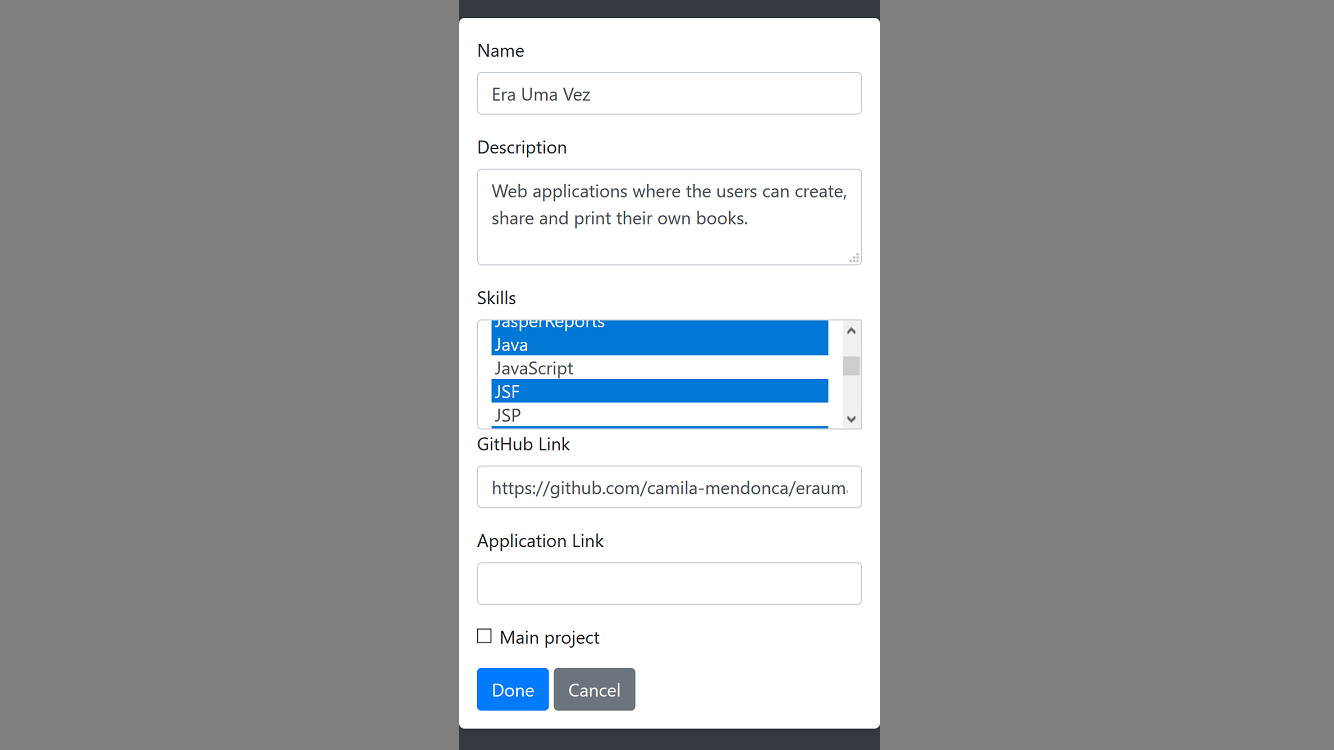 Name
Era Uma Vez
Description
Web applications where the users can create,
share and print their own books.
Skills
JasperReports
Java
JavaScript
JSF
JSP
GitHub Link
https://github.com/camila-mendonca/eraum
Application Link
Main project
Done Cancel